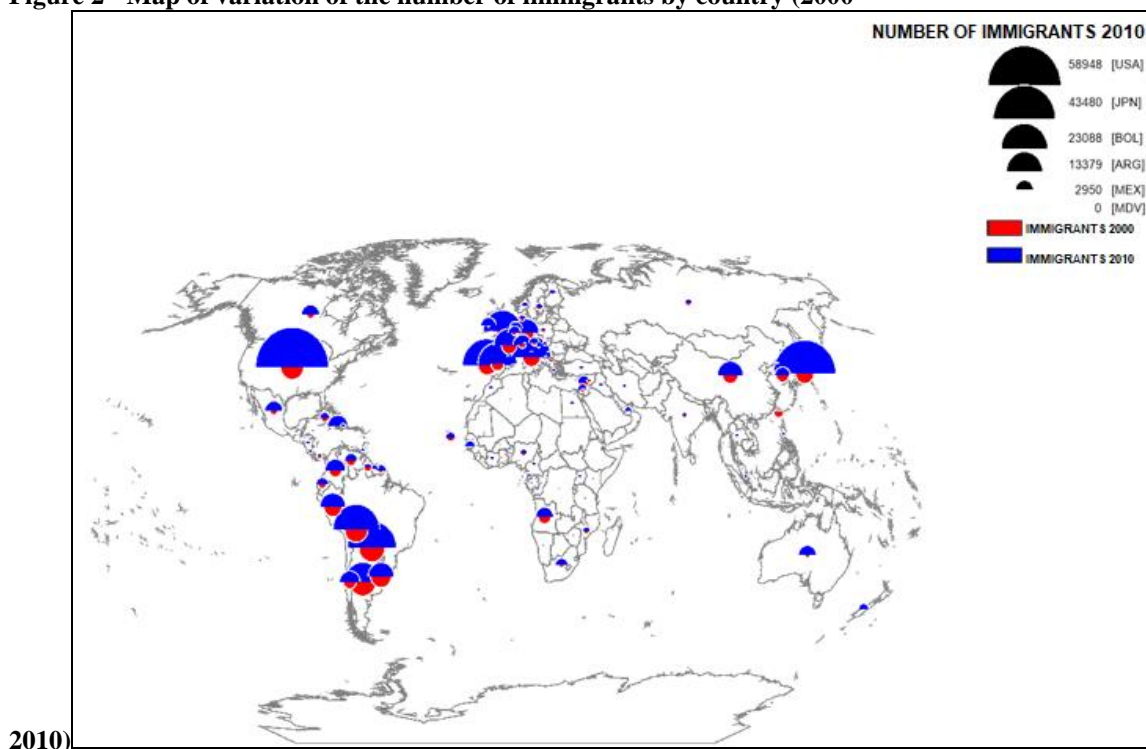 Figure 2 - Map of variation of the number of immigrants by country (2000
NUMBER OF IMMIGRANTS 2010
58948 [USA]
43480 [JPN]
23088 [BOL]
13379 [ARG]
2950 [MEX]
0 [MDV]
IMMIGRANTS 2000
IMMIGRANTS 2010
2010)